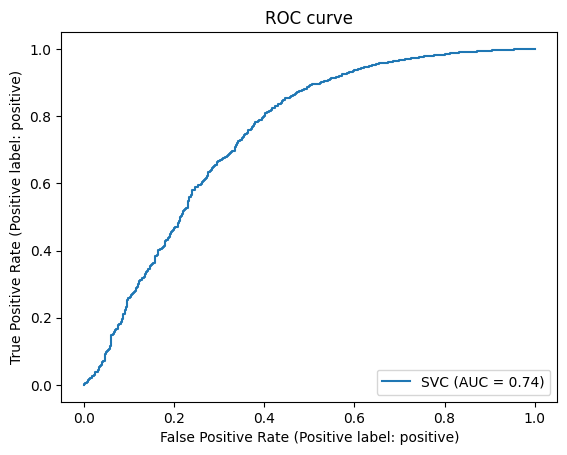 ROC curve
True Positive Rate (Positive label: positive)
1.0
0.8
0.6
0.4
0.2
0.0
SVC (AUC = 0.74)
0.0 0.2 0.4 0.6 0.8 1.0
False Positive Rate (Positive label: positive)